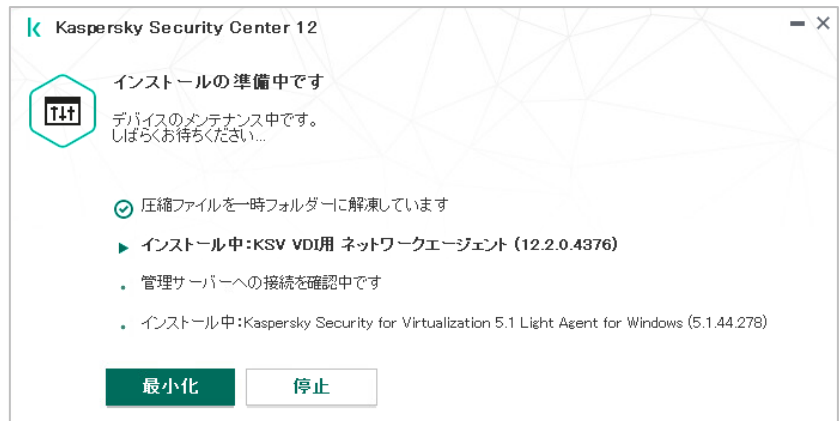 Kaspersky Security Center 12
インストールの準備中です
デバイスのメンテナンス中です。
しばらくお待ちください...
圧縮ファイルを一時フォルダーに解凍しています
インストール中:KSV VDI用 ネットワークエージェント (12.2.0.4376)
管理サーバーへの接続を確認中です
インストール中:Kaspersky Security for Virtualization 5.1 Light Agent for Windows (5.1.44.278)
最小化 停止